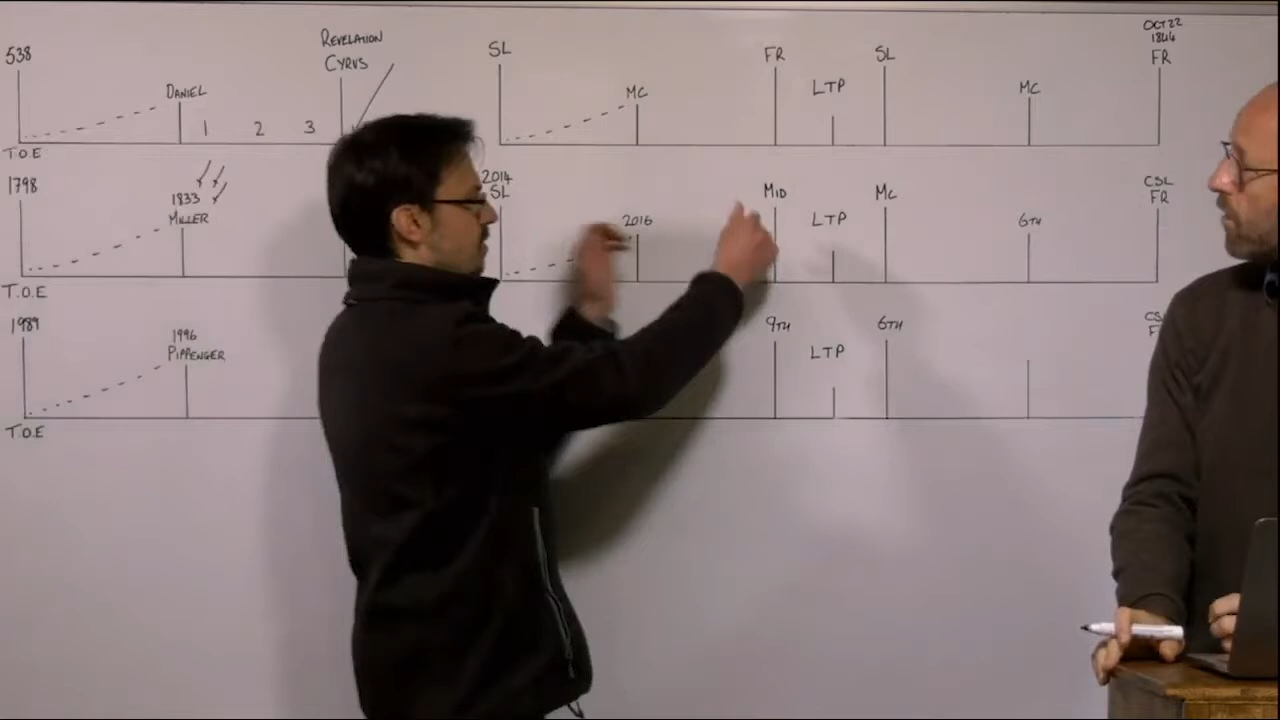 538
DANIEL
1 2 3
T.O.E
REVELATION
CYRUS
SL
MC
FR
LTP
SL
MC
OCT 22
1844
FR
1798
1833
MILLER
T.O.E
2014
SL
2016
MID
LTP
MC
6TH
CSL
FR
1989
1996
PIPPENGER
T.O.E
9TH
LTP
6TH